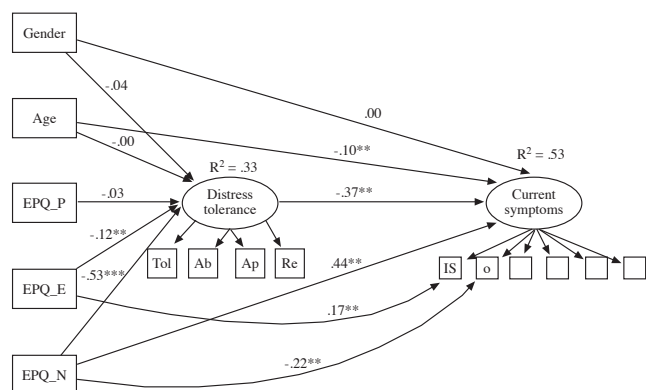 Gender
-.04
.00
Age
-.00
-.10**
R² = .33
R² = .53
EPQ_P
-.03
Distress
tolerance
-.37**
Current
symptoms
-.12**
Tol
Ab
Ap
Re
IS
o
-.53***
.44**
EPQ_E
.17**
-.22**
EPQ_N